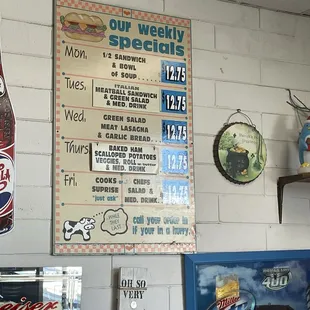 our weekly
specials
Mon. 1/2 SANDWICH
& BOWL
of SOUP...... $12.75
Tues. ITALIAN
MEATBALL SANDWICH
& GREEN SALAD
& MED. DRINK $12.75
Wed. GREEN SALAD
MEAT LASAGNA
& GARLIC BREAD. $12.75
Thurs. BAKED HAM
SCALLOPED POTATOES
VEGGIES, ROLL
& MED. DRINK $12.75
Fri. COOKS CHEFS
SURPRISE SALAD &
"just ask" MED. DRINK. $12.75
call your order in
if your in a hurry.
OH SO
VERY
Miller
400